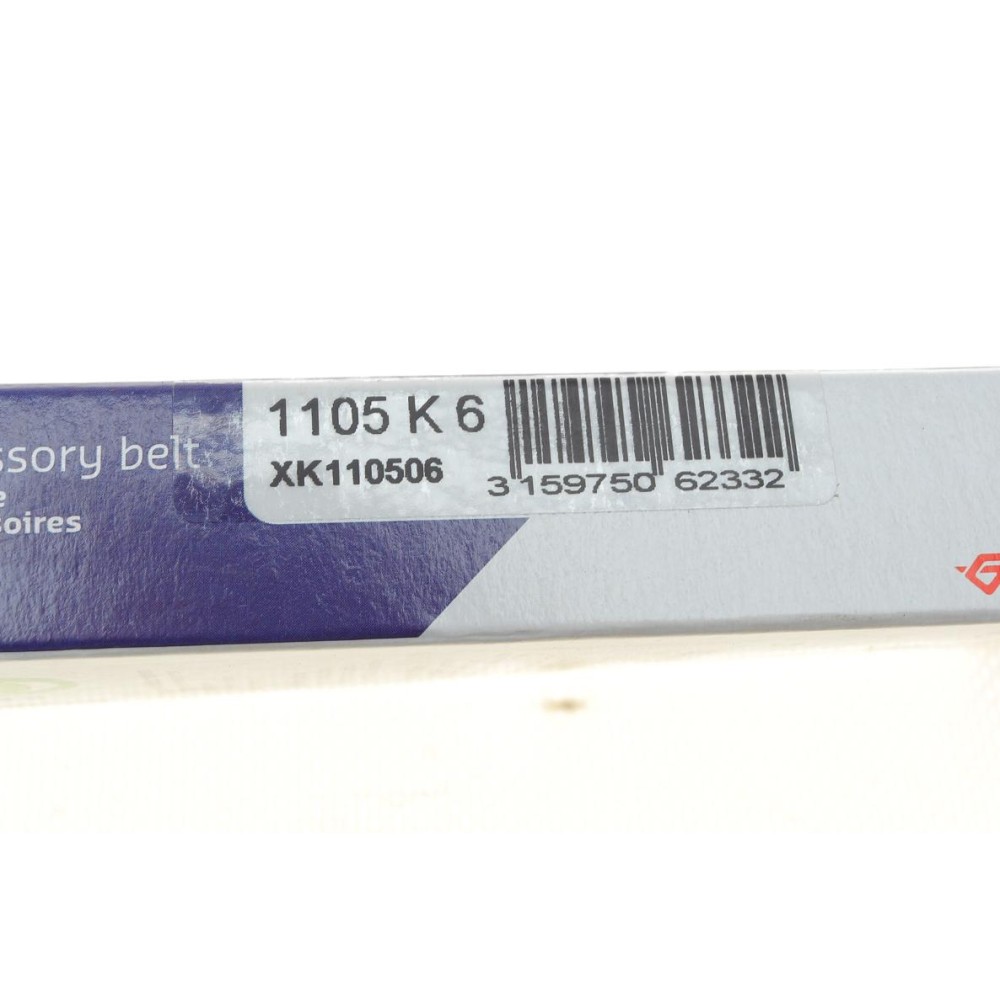 1105 K 6
XK110506
3 159750 62332
ssory belt
e
soires
G